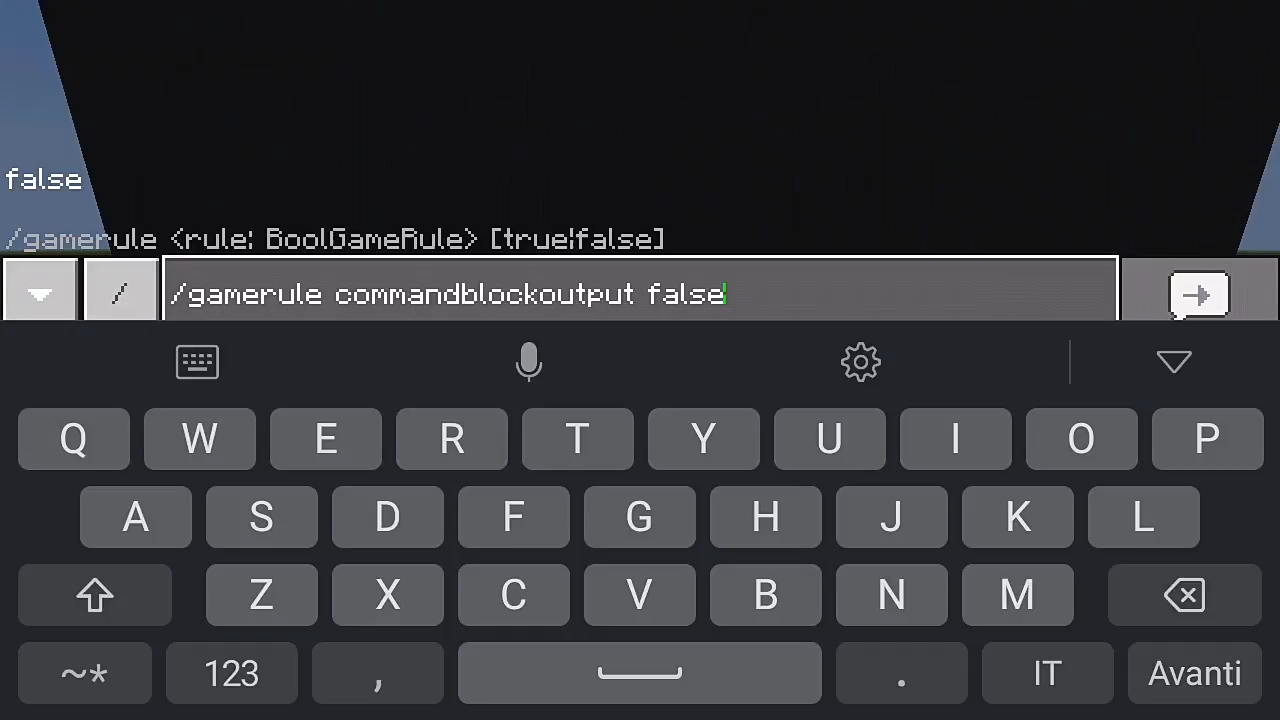 false
/gamerule <rule: BoolGameRule> [true|false]
/
/gamerule commandblockoutput false
Q W E R T Y U I O P
A S D F G H J K L
Z X C V B N M
~* 123 , . IT Avanti